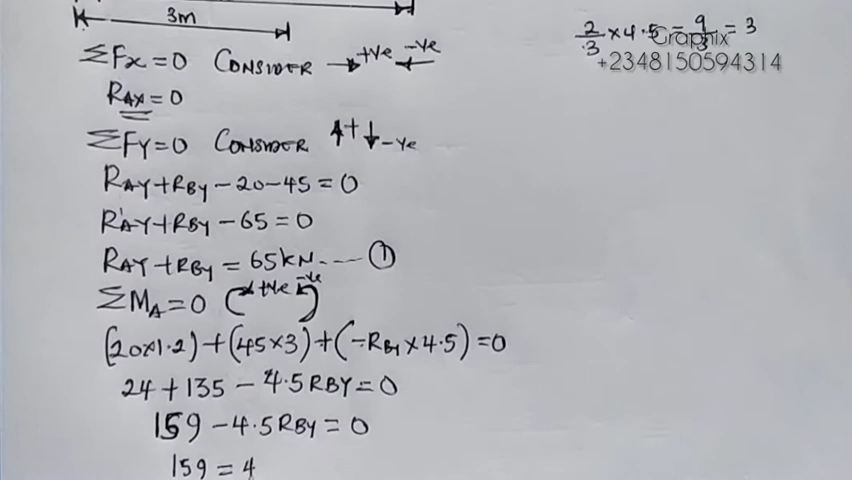 3m
2/3 × 4.5 = 9/3 = 3
Graphix
+2348150594314
ΣFx = 0 CONSIDER → +ve ← -ve
RAX = 0
ΣFY = 0 CONSIDER ↑+ ↓-ve
RAY + RBY - 20 - 45 = 0
RAY + RBY - 65 = 0
RAY + RBY = 65kN ---- ①
ΣMA = 0 +ve -ve
(20×1.2) + (45×3) + (-RBY × 4.5) = 0
24 + 135 - 4.5RBY = 0
159 - 4.5RBY = 0
159 = 4